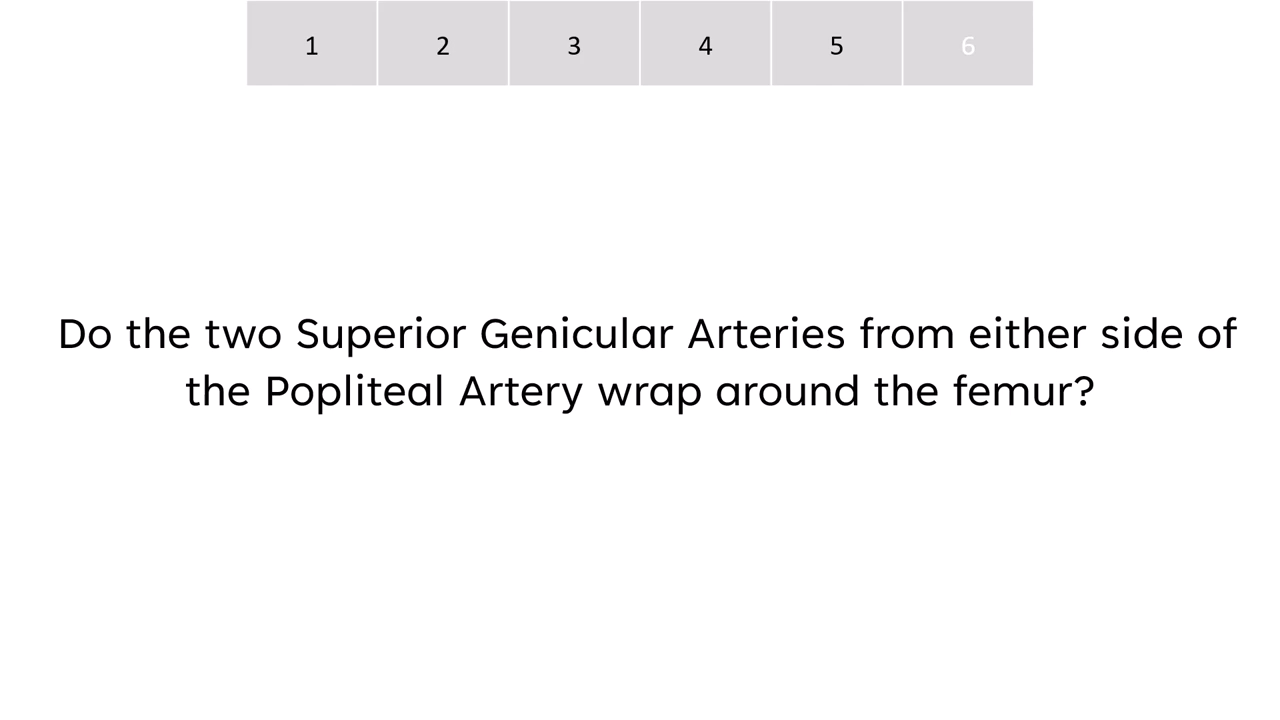 1 2 3 4 5 6
Do the two Superior Genicular Arteries from either side of
the Popliteal Artery wrap around the femur?